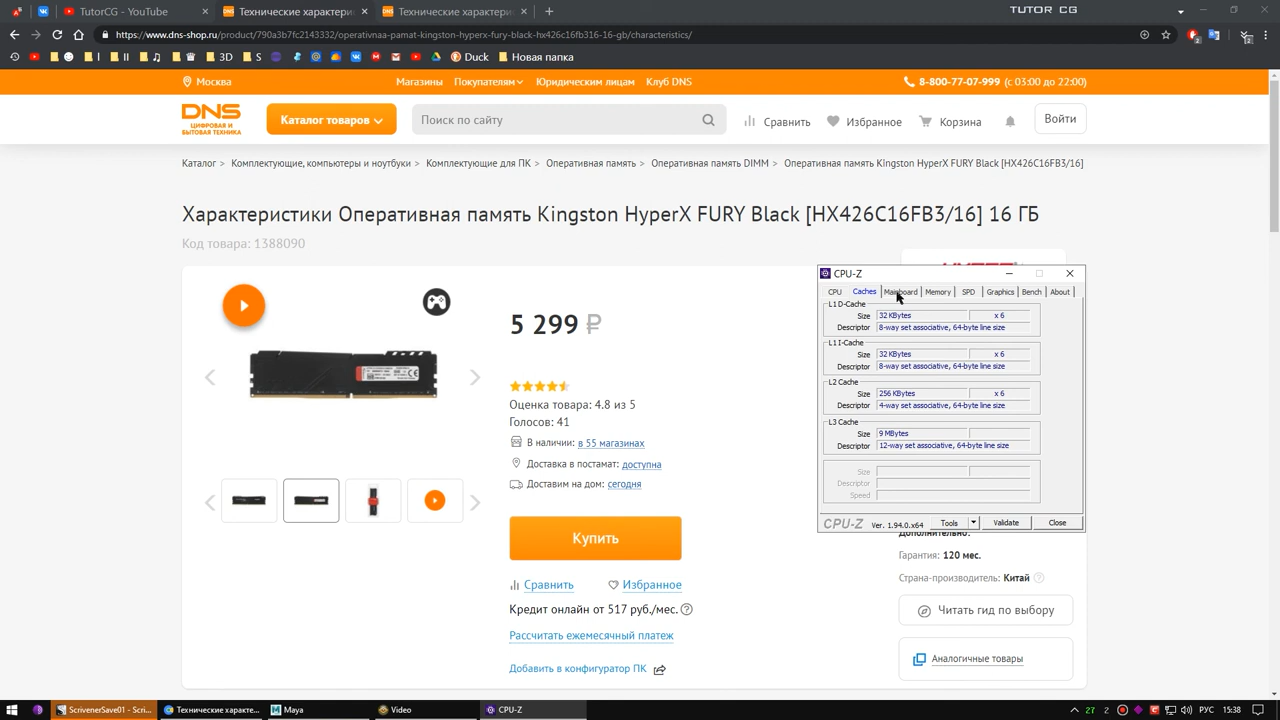 TutorCG - YouTube
Технические характери
Технические характери
TUTOR CG
https://www.dns-shop.ru/product/790a3b7fc2143332/operativnaa-pamat-kingston-hyperx-fury-black-hx426c16fb316-16-gb/characteristics/
I
II
3D
S
Duck
Новая папка
Москва
Магазины
Покупателям
Юридическим лицам
Клуб DNS
8-800-77-07-999 (с 03:00 до 22:00)
DNS
ЦИФРОВАЯ И
БЫТОВАЯ ТЕХНИКА
Каталог товаров
Поиск по сайту
Сравнить
Избранное
Корзина
Войти
Каталог > Комплектующие, компьютеры и ноутбуки > Комплектующие для ПК > Оперативная память > Оперативная память DIMM > Оперативная память Kingston HyperX FURY Black [HX426C16FB3/16]
Характеристики Оперативная память Kingston HyperX FURY Black [HX426C16FB3/16] 16 ГБ
Код товара: 1388090
5 299 ₽
Оценка товара: 4.8 из 5
Голосов: 41
В наличии: в 55 магазинах
Доставка в постамат: доступна
Доставим на дом: сегодня
Купить
Сравнить
Избранное
Кредит онлайн от 517 руб./мес.
Рассчитать ежемесячный платеж
Добавить в конфигуратор ПК
CPU-Z
CPU Caches Mainboard Memory SPD Graphics Bench About
L1 D-Cache
Size 32 KBytes x 6
Descriptor 8-way set associative, 64-byte line size
L1 I-Cache
Size 32 KBytes x 6
Descriptor 8-way set associative, 64-byte line size
L2 Cache
Size 256 KBytes x 6
Descriptor 4-way set associative, 64-byte line size
L3 Cache
Size 9 MBytes
Descriptor 12-way set associative, 64-byte line size
Size
Descriptor
Speed
CPU-Z Ver. 1.94.0.x64 Tools Validate Close
Дополнительно:
Гарантия: 120 мес.
Страна-производитель: Китай
Читать гид по выбору
Аналогичные товары
ScrivenerSave01 - Scri...
Технические характе...
Maya
Video
CPU-Z
27
2
РУС
15:38